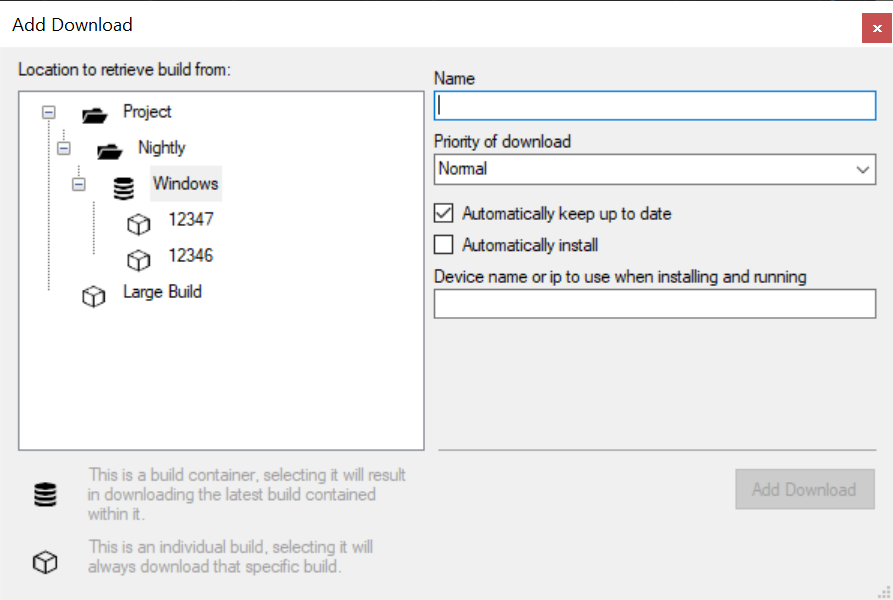 Add Download
Location to retrieve build from:
Project
Nightly
Windows
12347
12346
Large Build
Name
Priority of download
Normal
Automatically keep up to date
Automatically install
Device name or ip to use when installing and running
This is a build container, selecting it will result
in downloading the latest build contained
within it.
This is an individual build, selecting it will
always download that specific build.
Add Download